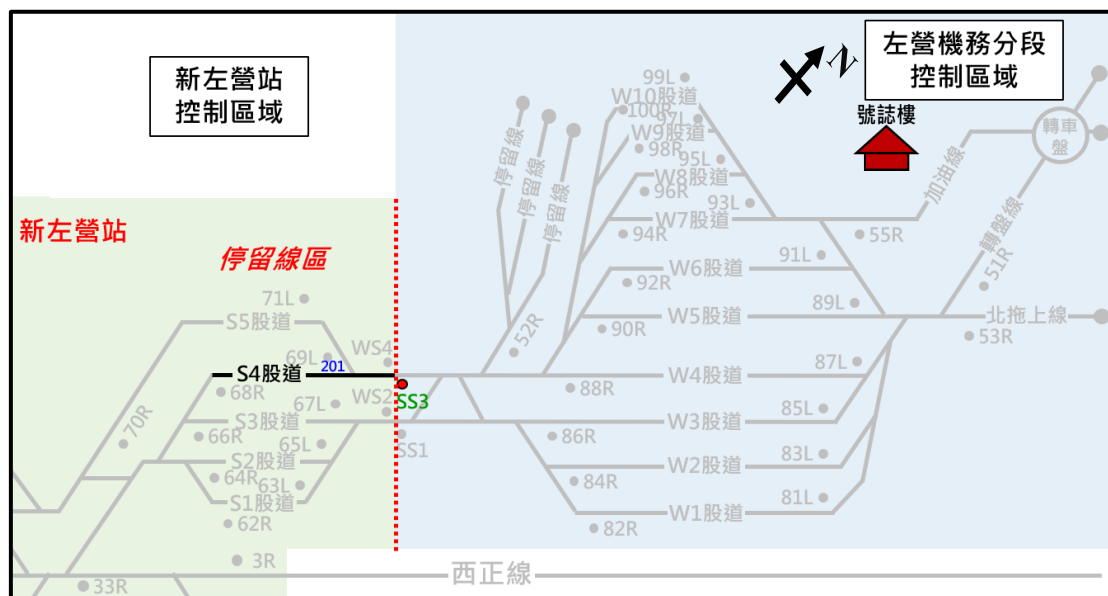 新左營站
控制區域
左營機務分段
控制區域
N
號誌樓
新左營站
停留線區
停留線
停留線
停留線
99L
W10股道
100R
97L
W9股道
98R
95L
W8股道
96R
93L
W7股道
94R
55R
加油線
轉車
盤
轉盤線
51R
91L
W6股道
92R
89L
W5股道
90R
北拖上線
53R
52R
71L
S5股道
69L
201
WS4
S4股道
SS3
68R
67L
WS2
70R
S3股道
66R
65L
SS1
S2股道
64R
63L
S1股道
62R
3R
33R
西正線
87L
W4股道
88R
85L
W3股道
86R
83L
W2股道
84R
81L
W1股道
82R